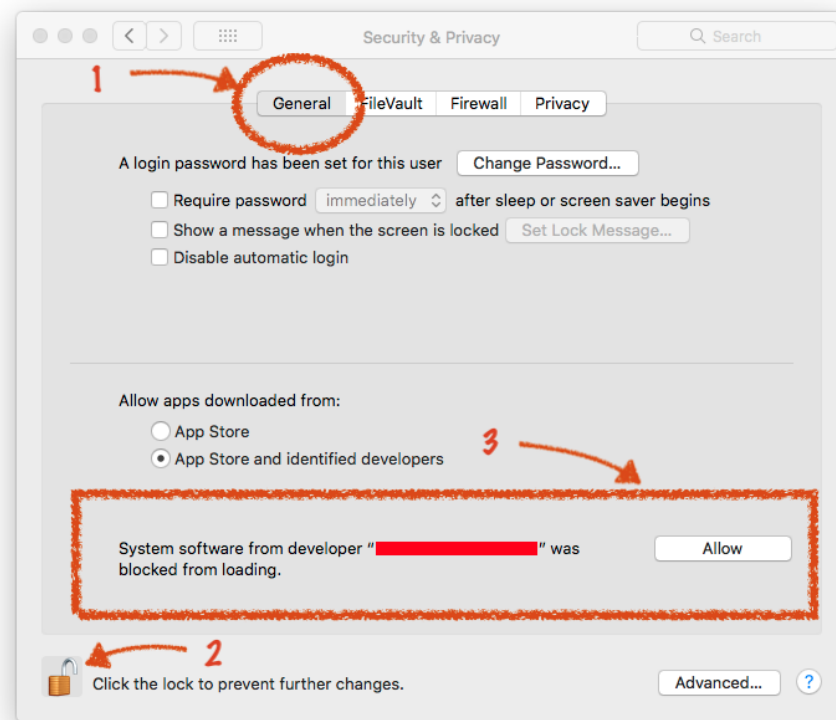 Security & Privacy
Search
1
General FileVault Firewall Privacy
A login password has been set for this user Change Password...
Require password immediately after sleep or screen saver begins
Show a message when the screen is locked Set Lock Message...
Disable automatic login
Allow apps downloaded from:
App Store
App Store and identified developers
3
System software from developer “ ” was
blocked from loading.
Allow
2
Click the lock to prevent further changes.
Advanced... ?